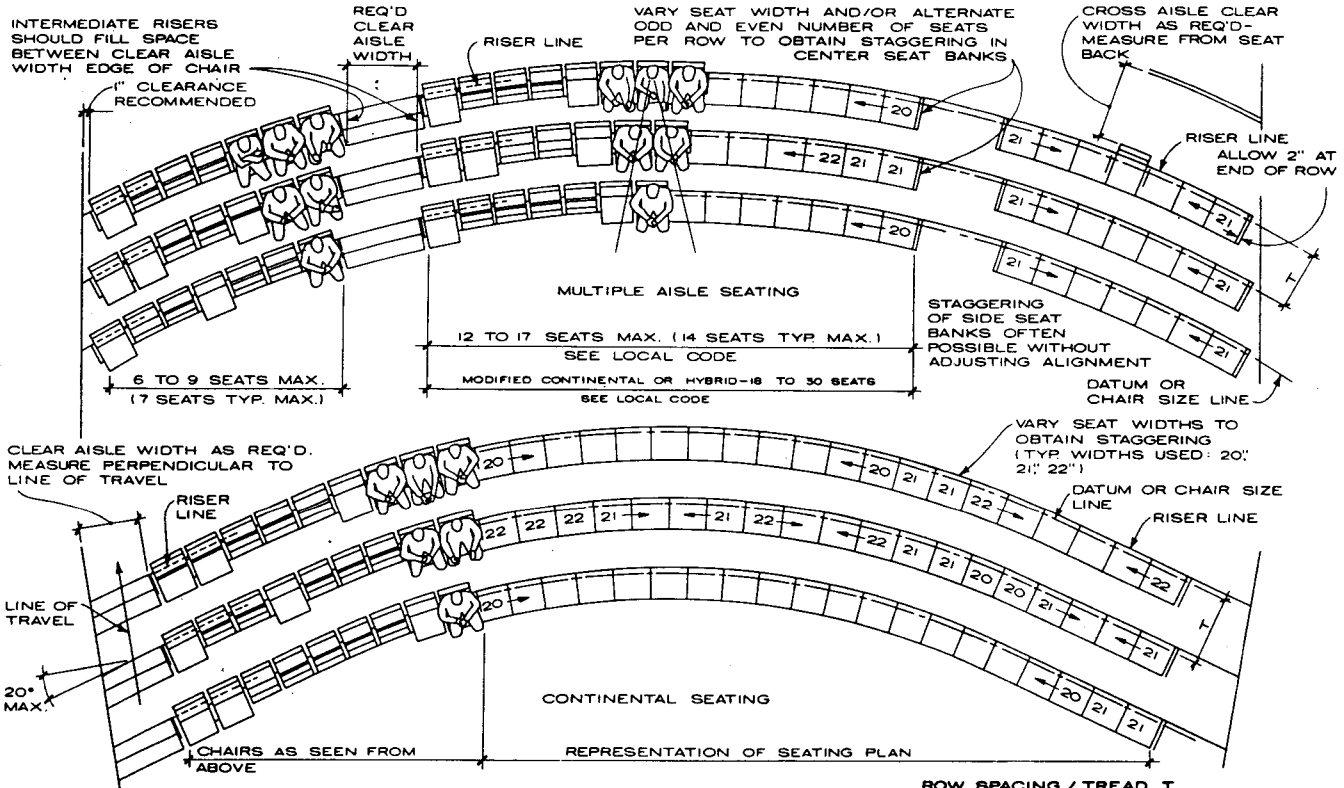 INTERMEDIATE RISERS
SHOULD FILL SPACE
BETWEEN CLEAR AISLE
WIDTH EDGE OF CHAIR
1" CLEARANCE
RECOMMENDED
REQ'D
CLEAR
AISLE
WIDTH
RISER LINE
VARY SEAT WIDTH AND/OR ALTERNATE
ODD AND EVEN NUMBER OF SEATS
PER ROW TO OBTAIN STAGGERING IN
CENTER SEAT BANKS
CROSS AISLE CLEAR
WIDTH AS REQ'D-
MEASURE FROM SEAT
BACK
RISER LINE
ALLOW 2" AT
END OF ROW
20
21
21
22 21 21
21
21
20
21
21
T
MULTIPLE AISLE SEATING
12 TO 17 SEATS MAX. (14 SEATS TYP. MAX.)
SEE LOCAL CODE
MODIFIED CONTINENTAL OR HYBRID-18 TO 30 SEATS
SEE LOCAL CODE
6 TO 9 SEATS MAX.
(7 SEATS TYP. MAX.)
STAGGERING
OF SIDE SEAT
BANKS OFTEN
POSSIBLE WITHOUT
ADJUSTING ALIGNMENT
DATUM OR
CHAIR SIZE LINE
CLEAR AISLE WIDTH AS REQ'D.
MEASURE PERPENDICULAR TO
LINE OF TRAVEL
RISER
LINE
VARY SEAT WIDTHS TO
OBTAIN STAGGERING
(TYP. WIDTHS USED: 20",
21", 22")
DATUM OR CHAIR SIZE
LINE
RISER LINE
20
20 21 21 22
22
22 22 22 21
21 22
22 21 21 20 20 21
21
20
20 21 21
T
LINE OF
TRAVEL
20°
MAX.
CONTINENTAL SEATING
CHAIRS AS SEEN FROM
ABOVE
REPRESENTATION OF SEATING PLAN
ROW SPACING / TREAD T